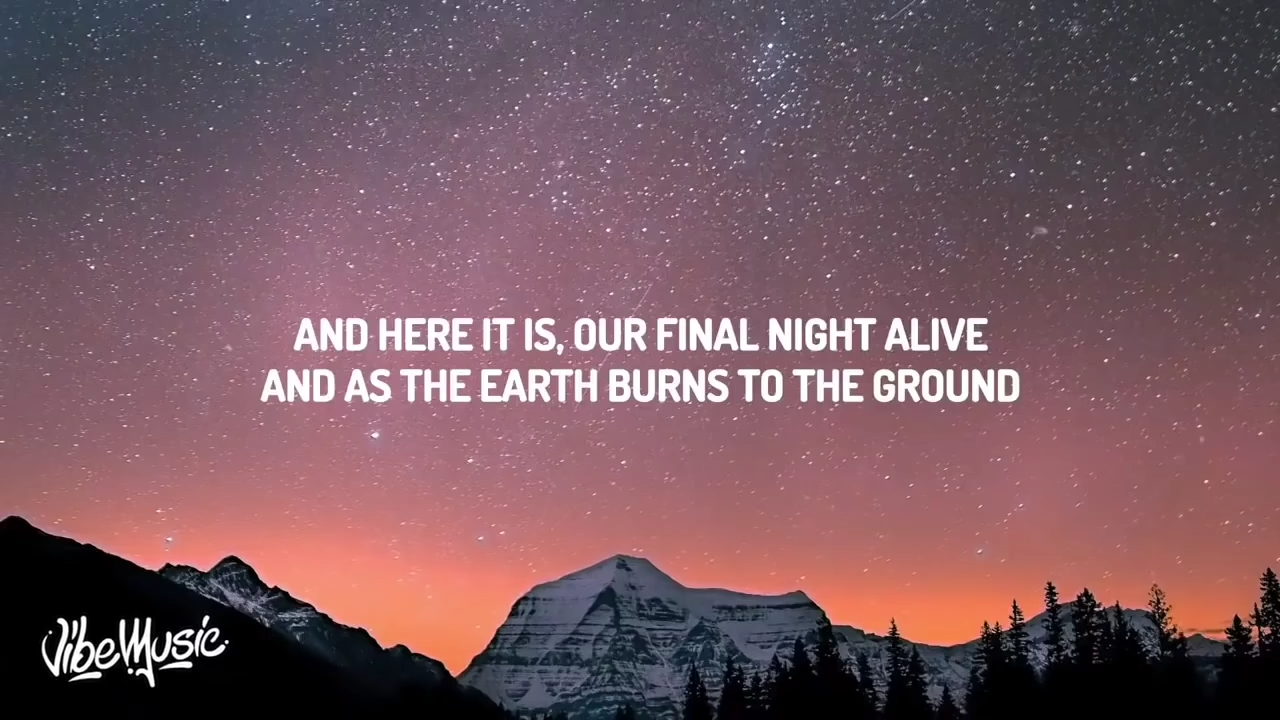 AND HERE IT IS, OUR FINAL NIGHT ALIVE
AND AS THE EARTH BURNS TO THE GROUND
VibeMusic